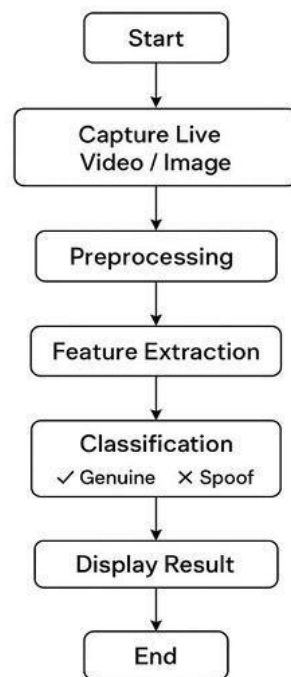 Start
Capture Live
Video / Image
Preprocessing
Feature Extraction
Classification
✓ Genuine ✕ Spoof
Display Result
End